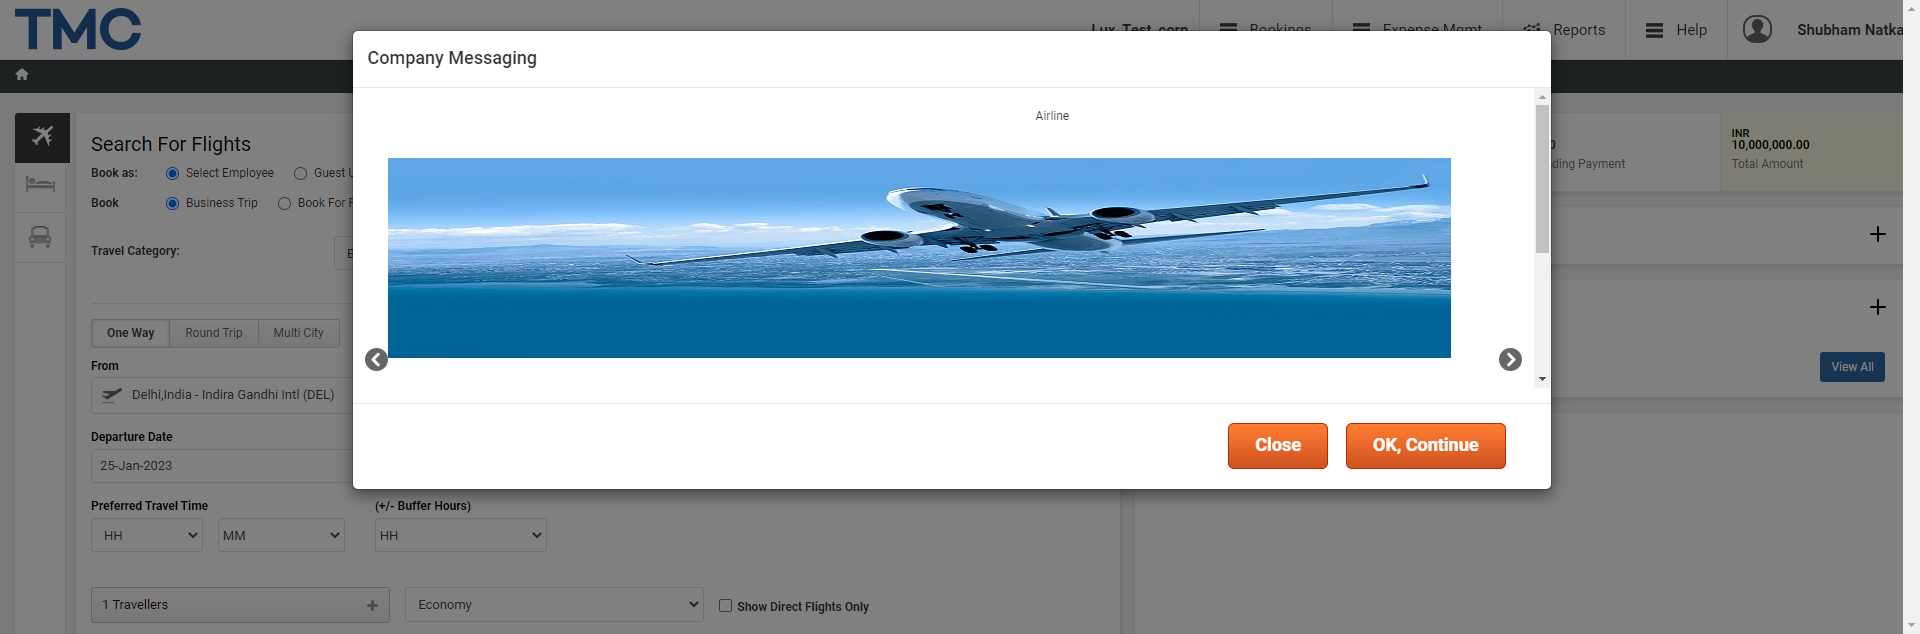 TMC
Lux_Test_corp
Bookings
Expense Mgmt
Reports
Help
Shubham Natka
Company Messaging
Airline
Search For Flights
Book as: Select Employee Guest
Book Business Trip Book For
Travel Category:
INR
10,000,000.00
Total Amount
ding Payment
One Way Round Trip Multi City
View All
From
Delhi,India - Indira Gandhi Intl (DEL)
Departure Date
25-Jan-2023
Close OK, Continue
Preferred Travel Time (+/- Buffer Hours)
HH MM HH
1 Travellers + Economy Show Direct Flights Only